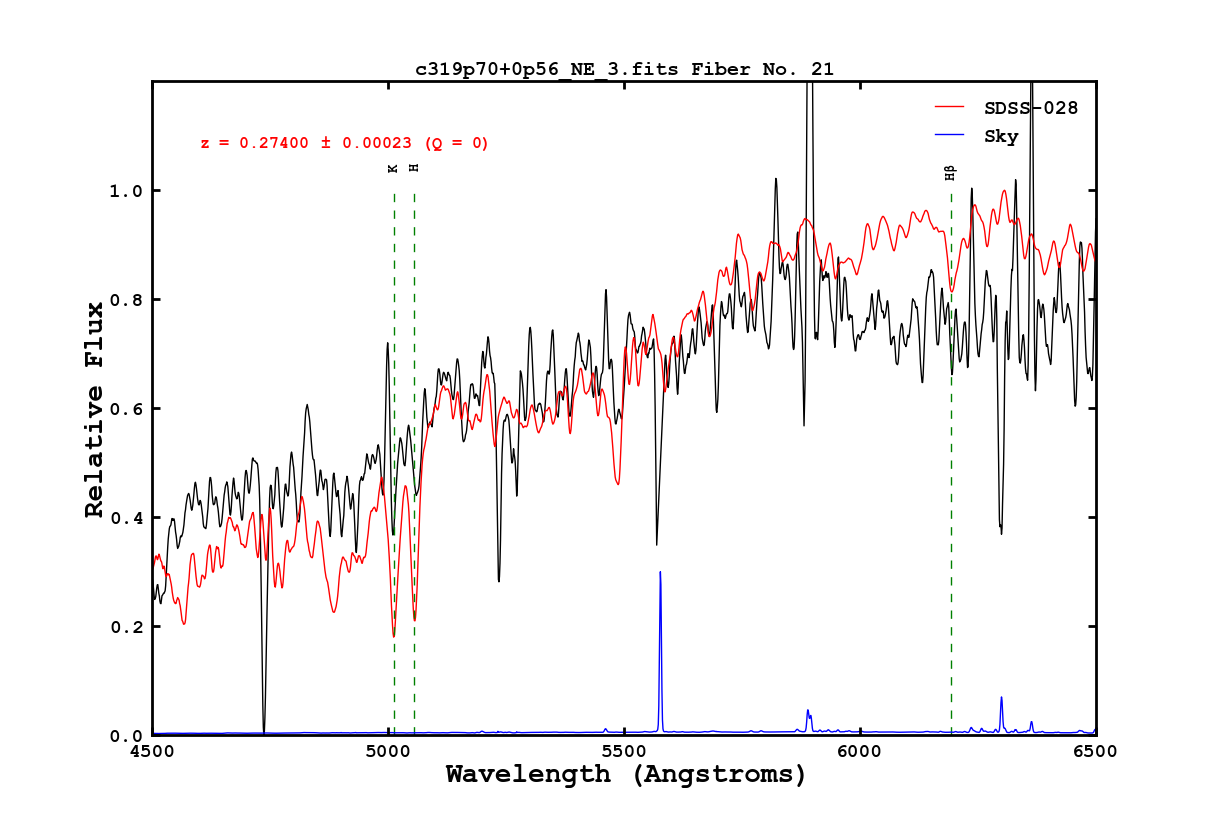 c319p70+0p56_NE_3.fits Fiber No. 21
SDSS-028
Sky
z = 0.27400 ± 0.00023 (Q = 0)
K
H
Hβ
1.0
0.8
0.6
0.4
0.2
0.0
Relative Flux
4500
5000
5500
6000
6500
Wavelength (Angstroms)